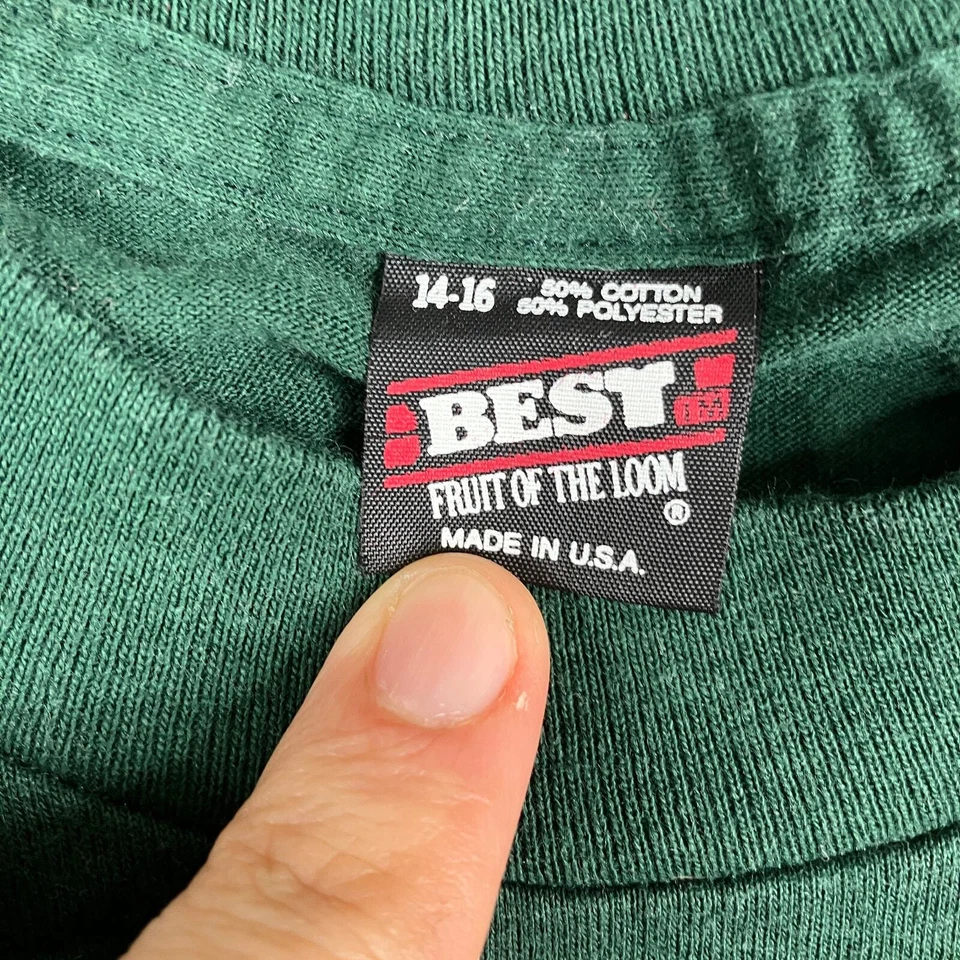 14-16
50% COTTON
50% POLYESTER
BEST
FRUIT OF THE LOOM
®
MADE IN U.S.A.